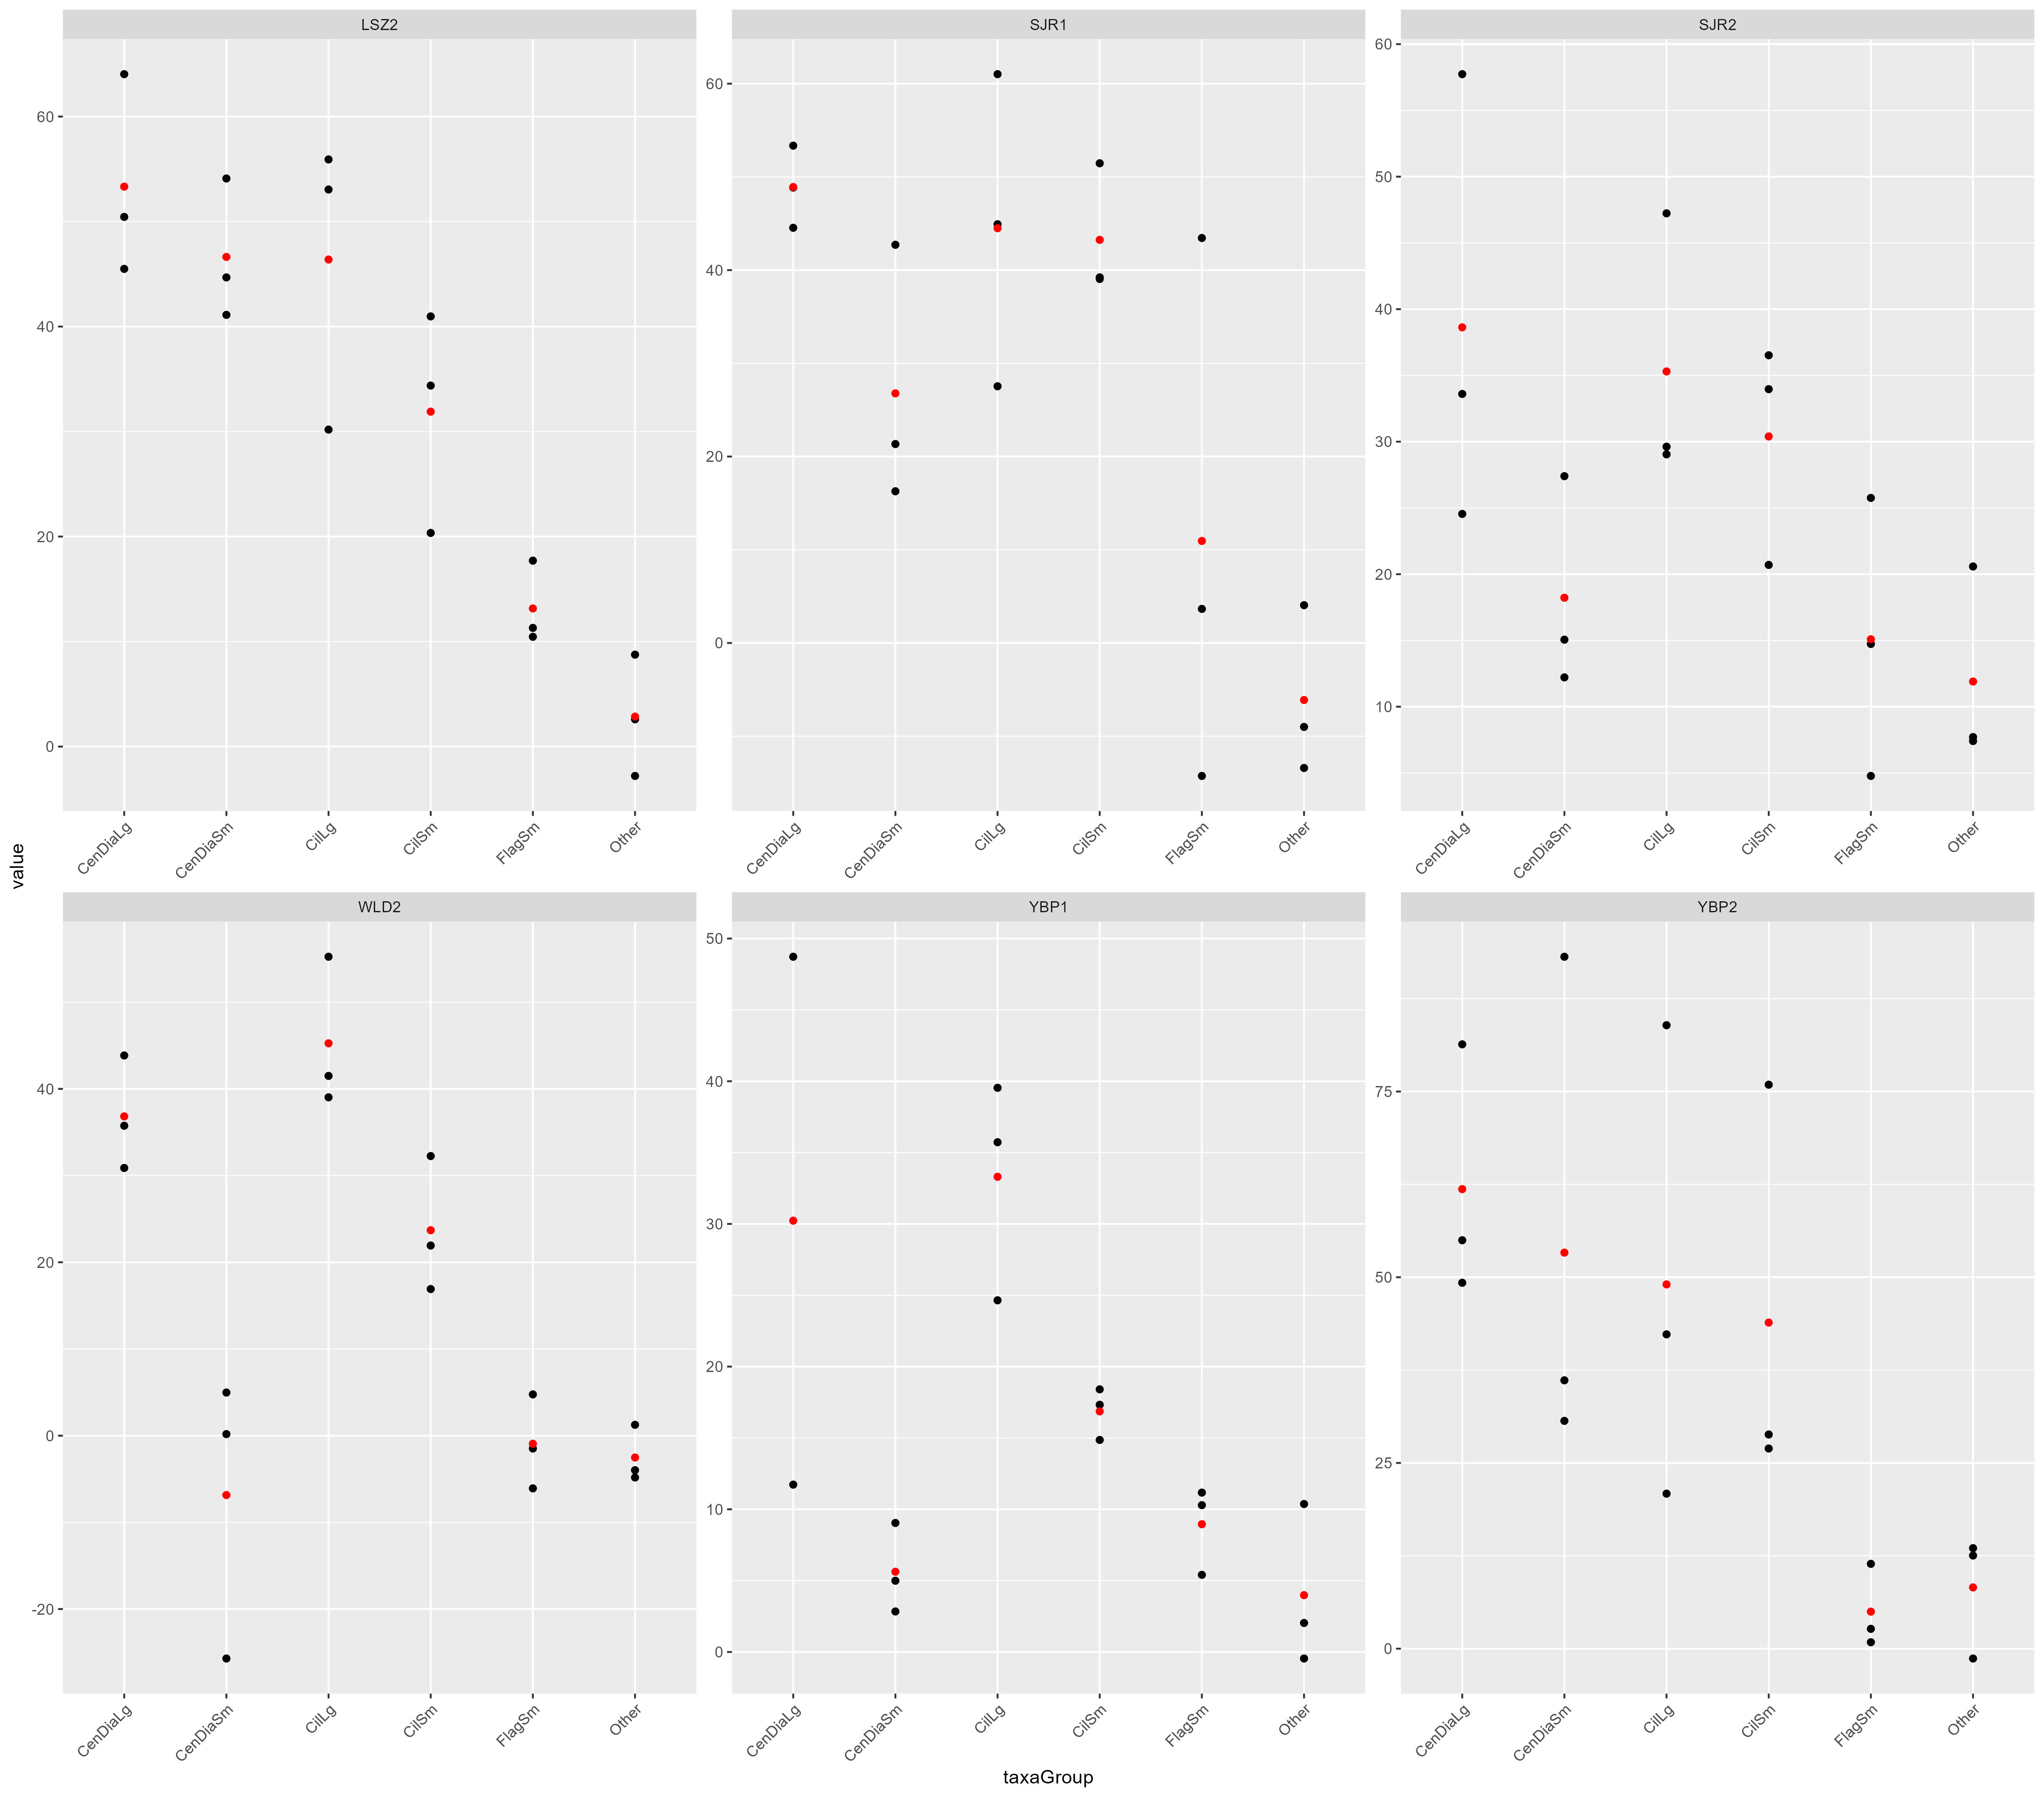 LSZ2
SJR1
SJR2
60
40
20
0
60
40
20
0
60
50
40
30
20
10
CenDiaLg
CenDiaSm
CilLg
CilSm
FlagSm
Other
CenDiaLg
CenDiaSm
CilLg
CilSm
FlagSm
Other
CenDiaLg
CenDiaSm
CilLg
CilSm
FlagSm
Other
value
WLD2
YBP1
YBP2
40
20
0
-20
50
40
30
20
10
0
75
50
25
0
CenDiaLg
CenDiaSm
CilLg
CilSm
FlagSm
Other
CenDiaLg
CenDiaSm
CilLg
CilSm
FlagSm
Other
CenDiaLg
CenDiaSm
CilLg
CilSm
FlagSm
Other
taxaGroup